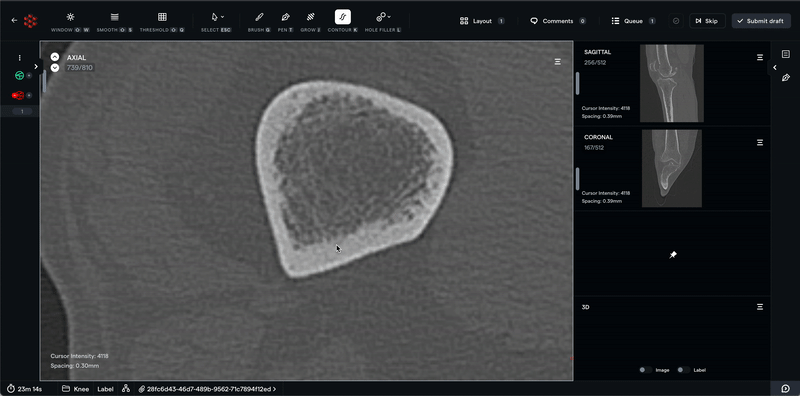 WINDOW O W
SMOOTH O S
THRESHOLD O G
SELECT ESC
BRUSH G
PEN T
GROW 2
CONTOUR K
HOLE FILLER L
Layout 1
Comments 0
Queue 1
Skip
Submit draft
AXIAL
739/810
1
Cursor Intensity: 4118
Spacing: 0.30mm
SAGITTAL
256/512
Cursor Intensity: 4118
Spacing: 0.39mm
CORONAL
167/512
Cursor Intensity: 4118
Spacing: 0.39mm
3D
Image
Label
23m 14s
Knee
Label
28fc6d43-46d7-489b-9562-71c7894f12ed